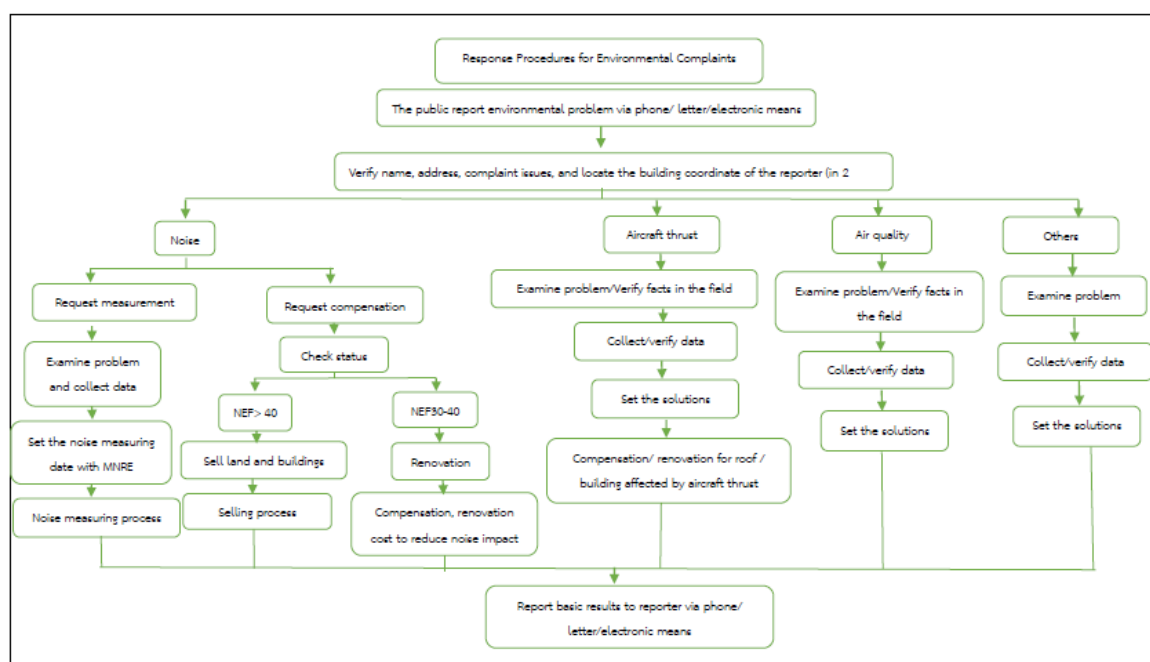 Response Procedures for Environmental Complaints
The public report environmental problem via phone/ letter/electronic means
Verify name, address, complaint issues, and locate the building coordinate of the reporter (in 2
Noise
Aircraft thrust
Air quality
Others
Request measurement
Request compensation
Examine problem/Verify facts in the field
Examine problem/Verify facts in
the field
Examine problem
Examine problem
and collect data
Check status
Collect/verify data
Collect/verify data
Collect/verify data
NEF> 40
NEF30-40
Set the solutions
Set the solutions
Set the solutions
Set the noise measuring
date with MNRE
Sell land and buildings
Renovation
Compensation/ renovation for roof /
building affected by aircraft thrust
Noise measuring process
Selling process
Compensation, renovation
cost to reduce noise impact
Report basic results to reporter via phone/
letter/electronic means